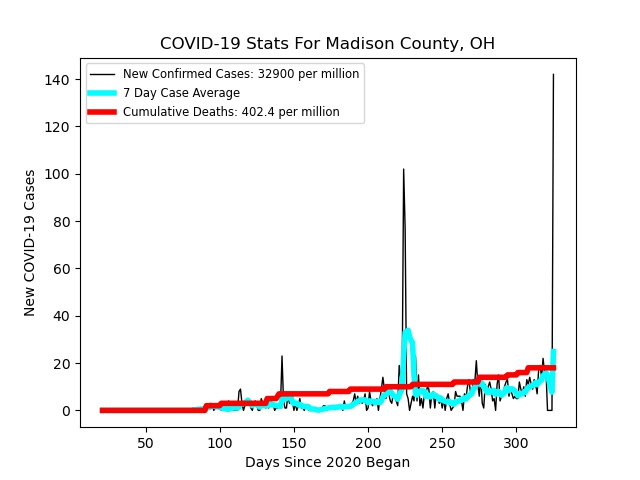 COVID-19 Stats For Madison County, OH
New Confirmed Cases: 32900 per million
7 Day Case Average
Cumulative Deaths: 402.4 per million
New COVID-19 Cases
140
120
100
80
60
40
20
0
50 100 150 200 250 300
Days Since 2020 Began